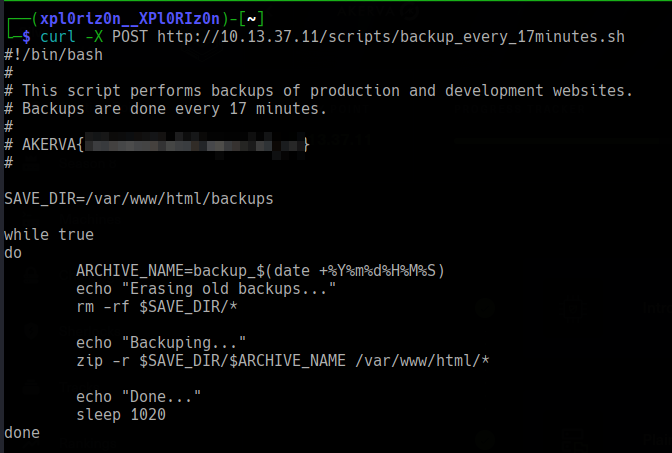 ┌──(xpl0riz0n__XPl0RIz0n)-[~]
└─$ curl -X POST http://10.13.37.11/scripts/backup_every_17minutes.sh
#!/bin/bash
#
# This script performs backups of production and development websites.
# Backups are done every 17 minutes.
#
# AKERVA{ }
#

SAVE_DIR=/var/www/html/backups

while true
do
        ARCHIVE_NAME=backup_$(date +%Y%m%d%H%M%S)
        echo "Erasing old backups..."
        rm -rf $SAVE_DIR/*

        echo "Backuping..."
        zip -r $SAVE_DIR/$ARCHIVE_NAME /var/www/html/*

        echo "Done..."
        sleep 1020
done